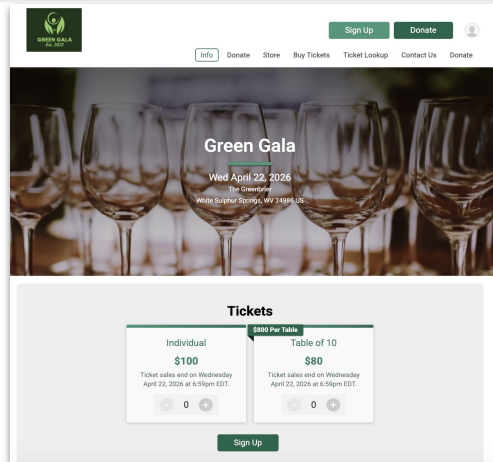 GREEN GALA
Est. 2021
Sign Up
Donate
Info
Donate
Store
Buy Tickets
Ticket Lookup
Contact Us
Donate
Green Gala
Wed April 22, 2026
The Greenbrier
White Sulphur Springs, WV 24986 US
Tickets
Individual
$100
Ticket sales end on Wednesday
April 22, 2026 at 6:59pm EDT.
- 0 +
$800 Per Table
Table of 10
$80
Ticket sales end on Wednesday
April 22, 2026 at 6:59pm EDT.
- 0 +
Sign Up